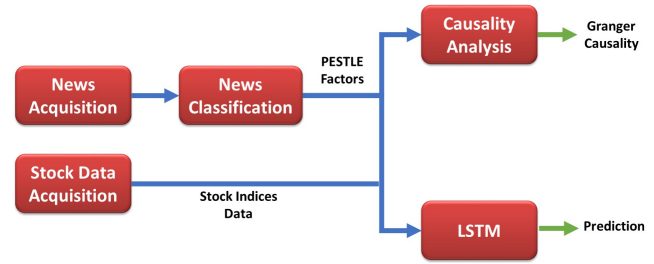 News
Acquisition
News
Classification
PESTLE
Factors
Causality
Analysis
Granger
Causality
Stock Data
Acquisition
Stock Indices
Data
LSTM
Prediction